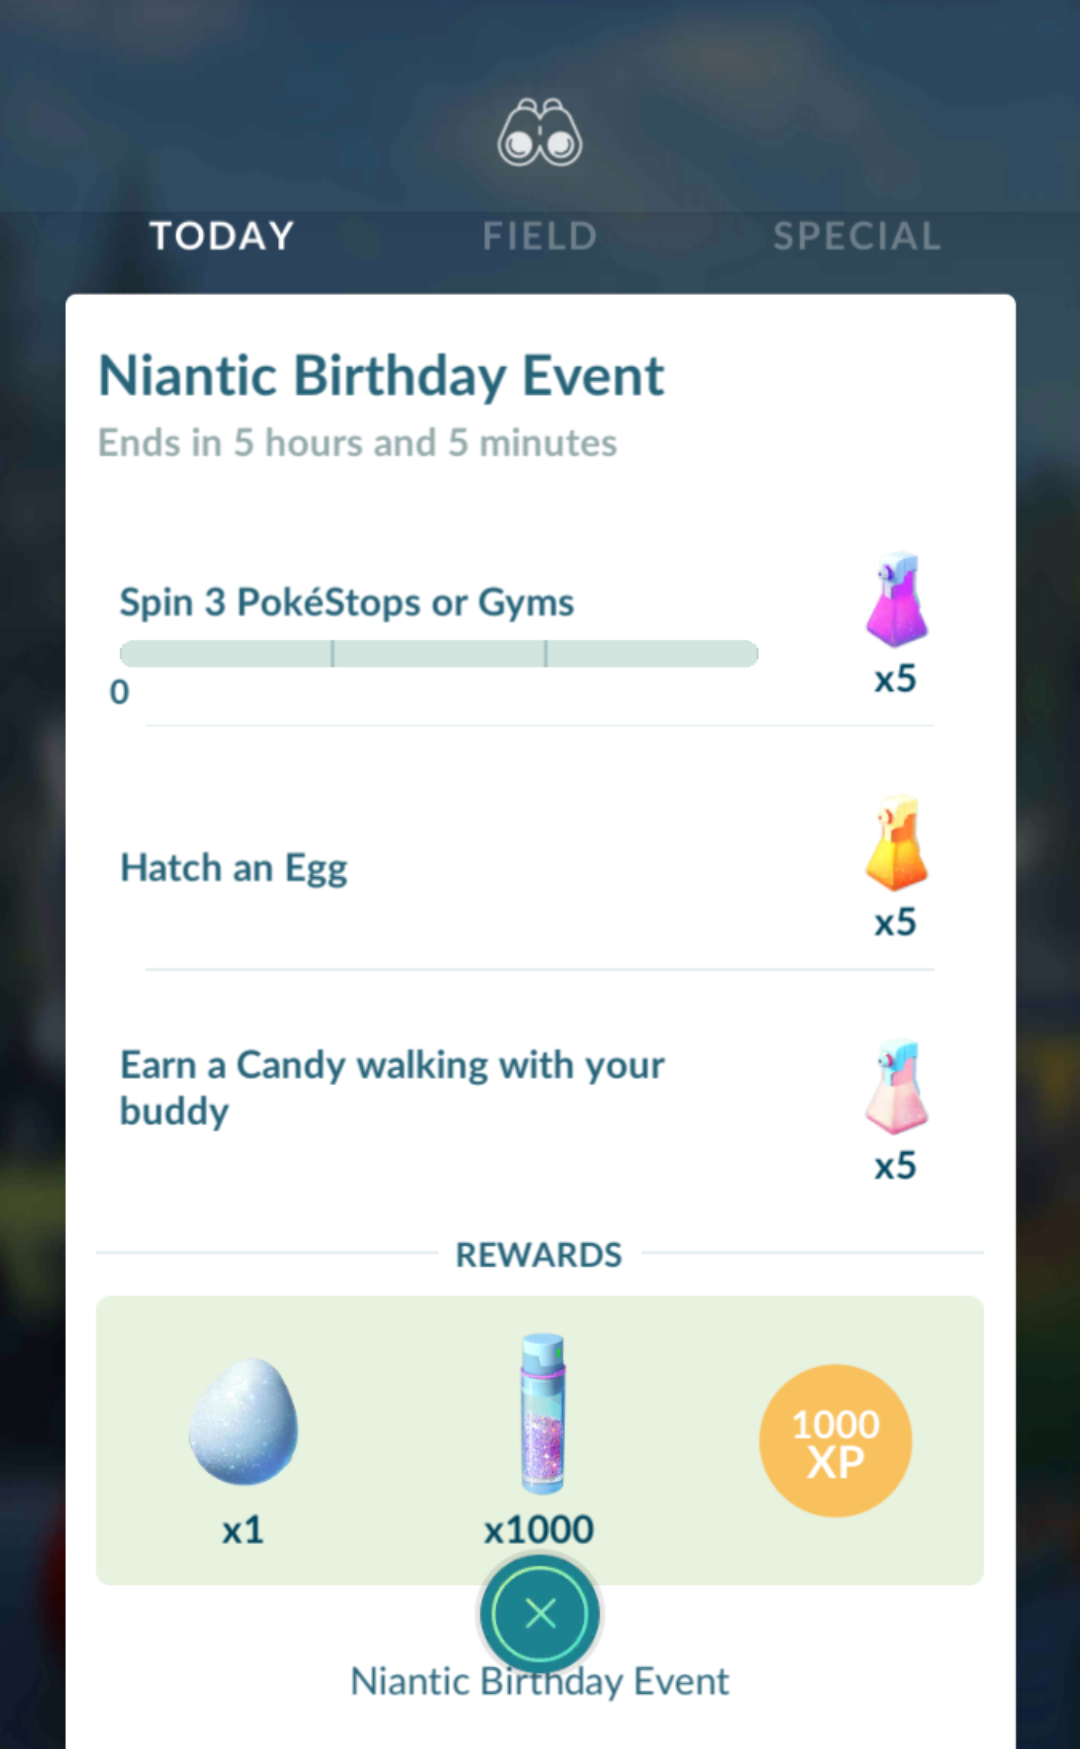 TODAY
FIELD
SPECIAL
Niantic Birthday Event
Ends in 5 hours and 5 minutes
Spin 3 PokéStops or Gyms
0
x5
Hatch an Egg
x5
Earn a Candy walking with your
buddy
x5
REWARDS
x1
x1000
1000
XP
Niantic Birthday Event